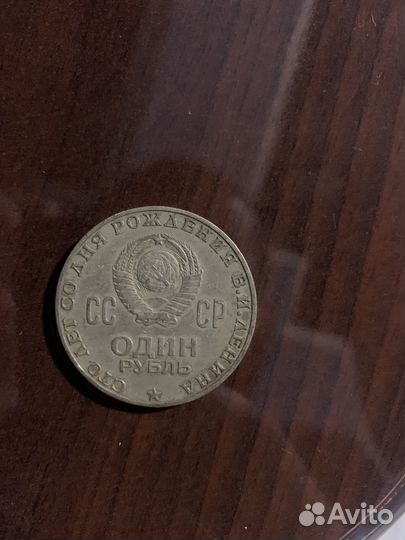 СТО ЛЕТ СО ДНЯ РОЖДЕНИЯ В.И.ЛЕНИНА
СС СР
ОДИН
РУБЛЬ
Avito